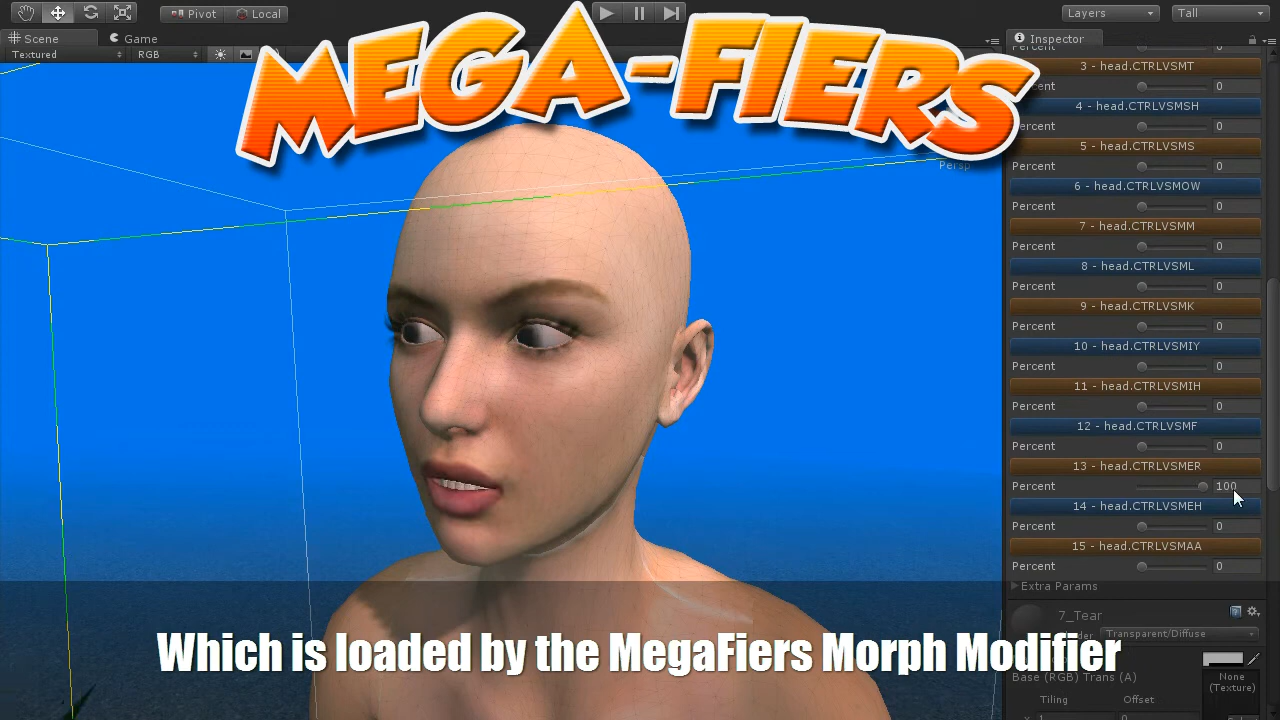 Pivot Local Layers Tall
Scene Game Inspector
Textured RGB
MEGA-FIERS
Persp
Percent 0
3 - head.CTRLVSMT
Percent 0
4 - head.CTRLVSMSH
Percent 0
5 - head.CTRLVSMS
Percent 0
6 - head.CTRLVSMOW
Percent 0
7 - head.CTRLVSMM
Percent 0
8 - head.CTRLVSML
Percent 0
9 - head.CTRLVSMK
Percent 0
10 - head.CTRLVSMIY
Percent 0
11 - head.CTRLVSMIH
Percent 0
12 - head.CTRLVSMF
Percent 0
13 - head.CTRLVSMER
Percent 100
14 - head.CTRLVSMEH
Percent 0
15 - head.CTRLVSMAA
Percent 0
Extra Params
7_Tear
Transparent/Diffuse
Which is loaded by the MegaFiers Morph Modifier
Base (RGB) Trans (A)
None
(Texture)
Tiling Offset
x 1 0